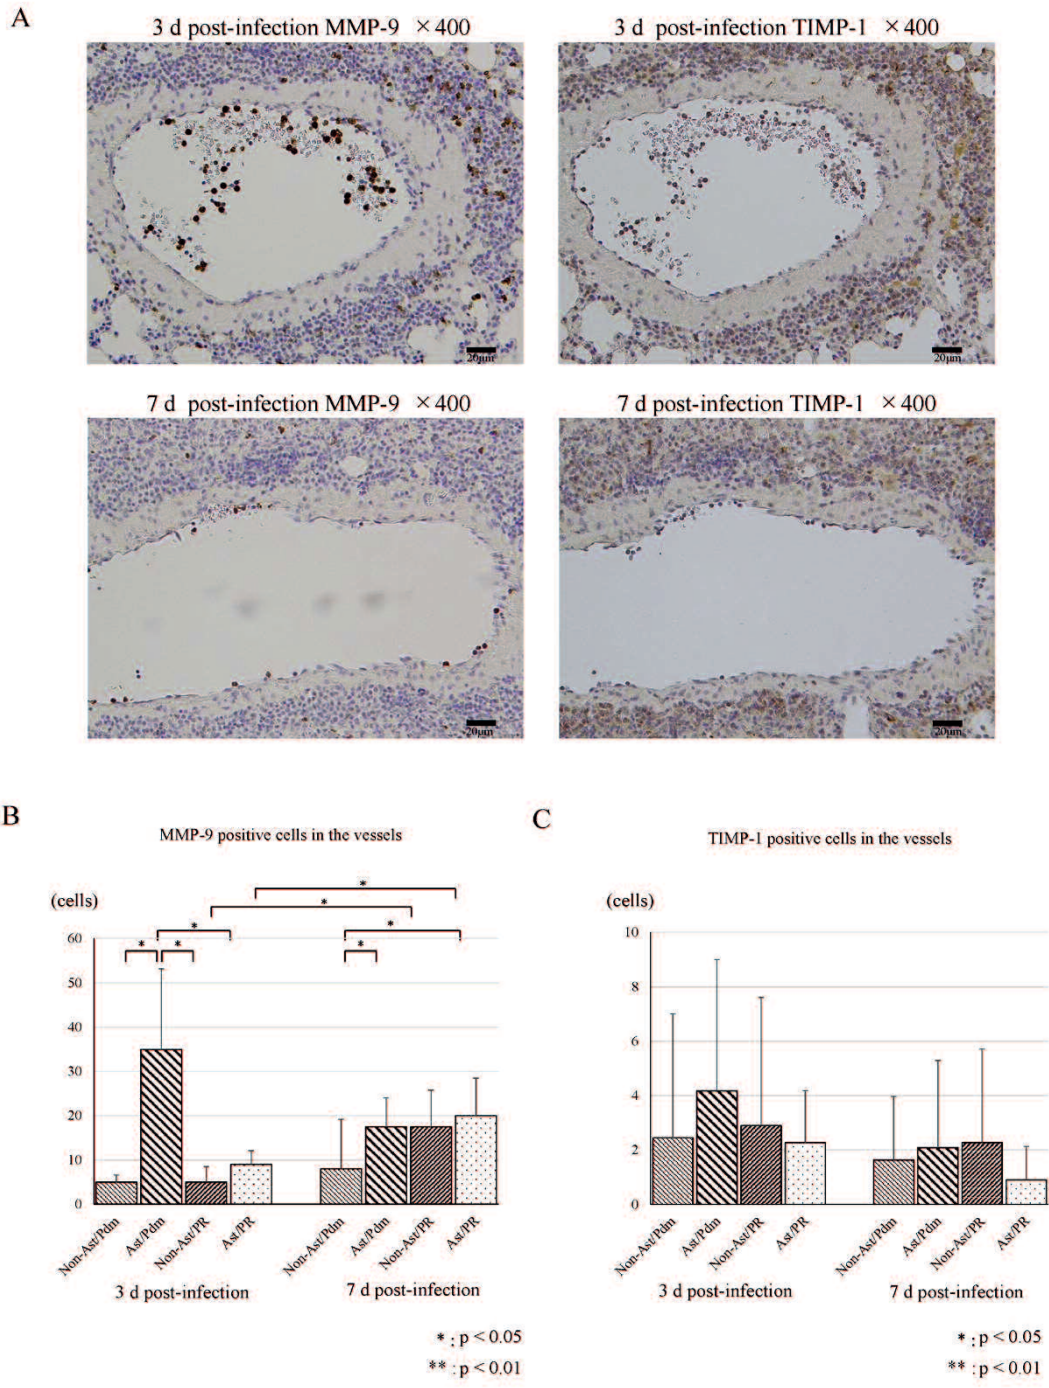 A
3 d post-infection MMP-9 ×400
3 d post-infection TIMP-1 ×400
20μm
20μm
7 d post-infection MMP-9 ×400
7 d post-infection TIMP-1 ×400
20μm
20μm
B
MMP-9 positive cells in the vessels
(cells)
60
50
40
30
20
10
0
*
*
*
*
*
*
*
Non-Ast/Pdm
Ast/Pdm
Non-Ast/PR
Ast/PR
Non-Ast/Pdm
Ast/Pdm
Non-Ast/PR
Ast/PR
3 d post-infection
7 d post-infection
* : p < 0.05
** : p < 0.01
C
TIMP-1 positive cells in the vessels
(cells)
10
8
6
4
2
0
Non-Ast/Pdm
Ast/Pdm
Non-Ast/PR
Ast/PR
Non-Ast/Pdm
Ast/Pdm
Non-Ast/PR
Ast/PR
3 d post-infection
7 d post-infection
* : p < 0.05
** : p < 0.01